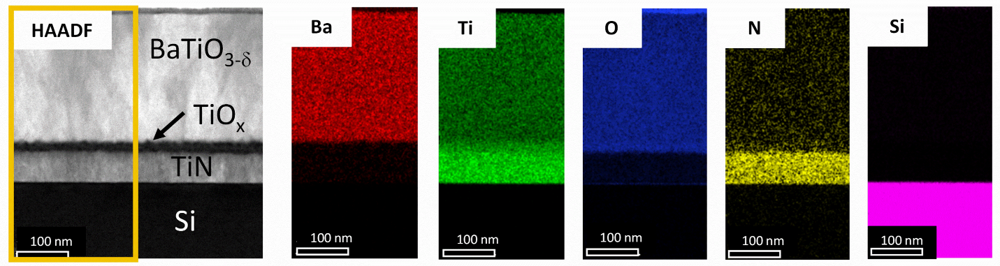 HAADF
BaTiO3-δ
TiOx
TiN
Si
100 nm
Ba
100 nm
Ti
100 nm
O
100 nm
N
100 nm
Si
100 nm